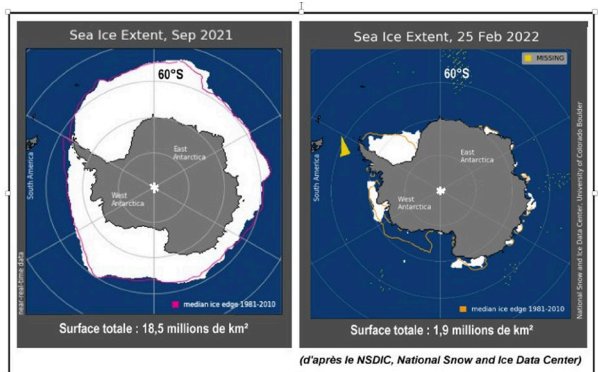 Sea Ice Extent, Sep 2021
60°S
East
Antarctica
West
Antarctica
South America
near-real-time data
median ice edge 1981-2010
Surface totale : 18,5 millions de km²
Sea Ice Extent, 25 Feb 2022
MISSING
60°S
East
Antarctica
West
Antarctica
South America
median ice edge 1981-2010
National Snow and Ice Data Center, University of Colorado Boulder
Surface totale : 1,9 millions de km²
(d'après le NSDIC, National Snow and Ice Data Center)